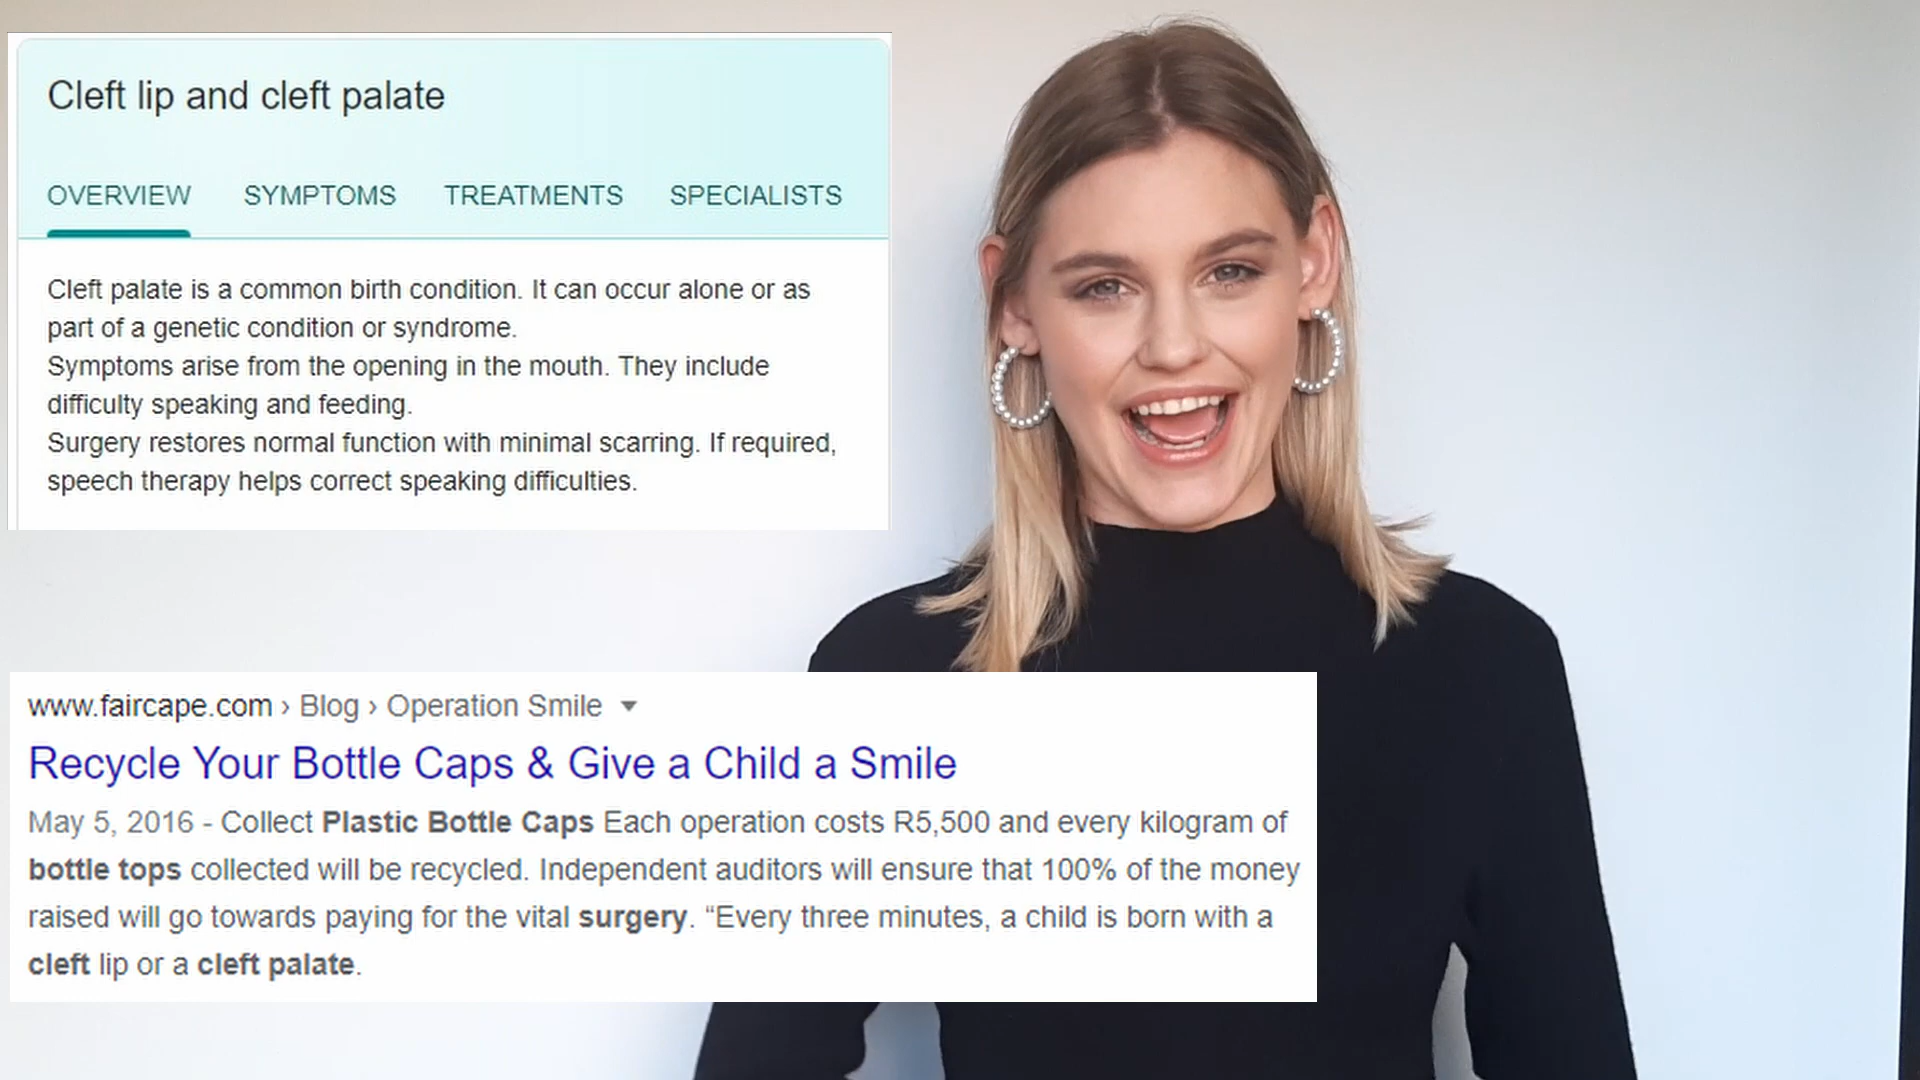 Cleft lip and cleft palate
OVERVIEW SYMPTOMS TREATMENTS SPECIALISTS
Cleft palate is a common birth condition. It can occur alone or as
part of a genetic condition or syndrome.
Symptoms arise from the opening in the mouth. They include
difficulty speaking and feeding.
Surgery restores normal function with minimal scarring. If required,
speech therapy helps correct speaking difficulties.
www.faircape.com › Blog › Operation Smile
Recycle Your Bottle Caps & Give a Child a Smile
May 5, 2016 - Collect Plastic Bottle Caps Each operation costs R5,500 and every kilogram of
bottle tops collected will be recycled. Independent auditors will ensure that 100% of the money
raised will go towards paying for the vital surgery. “Every three minutes, a child is born with a
cleft lip or a cleft palate.